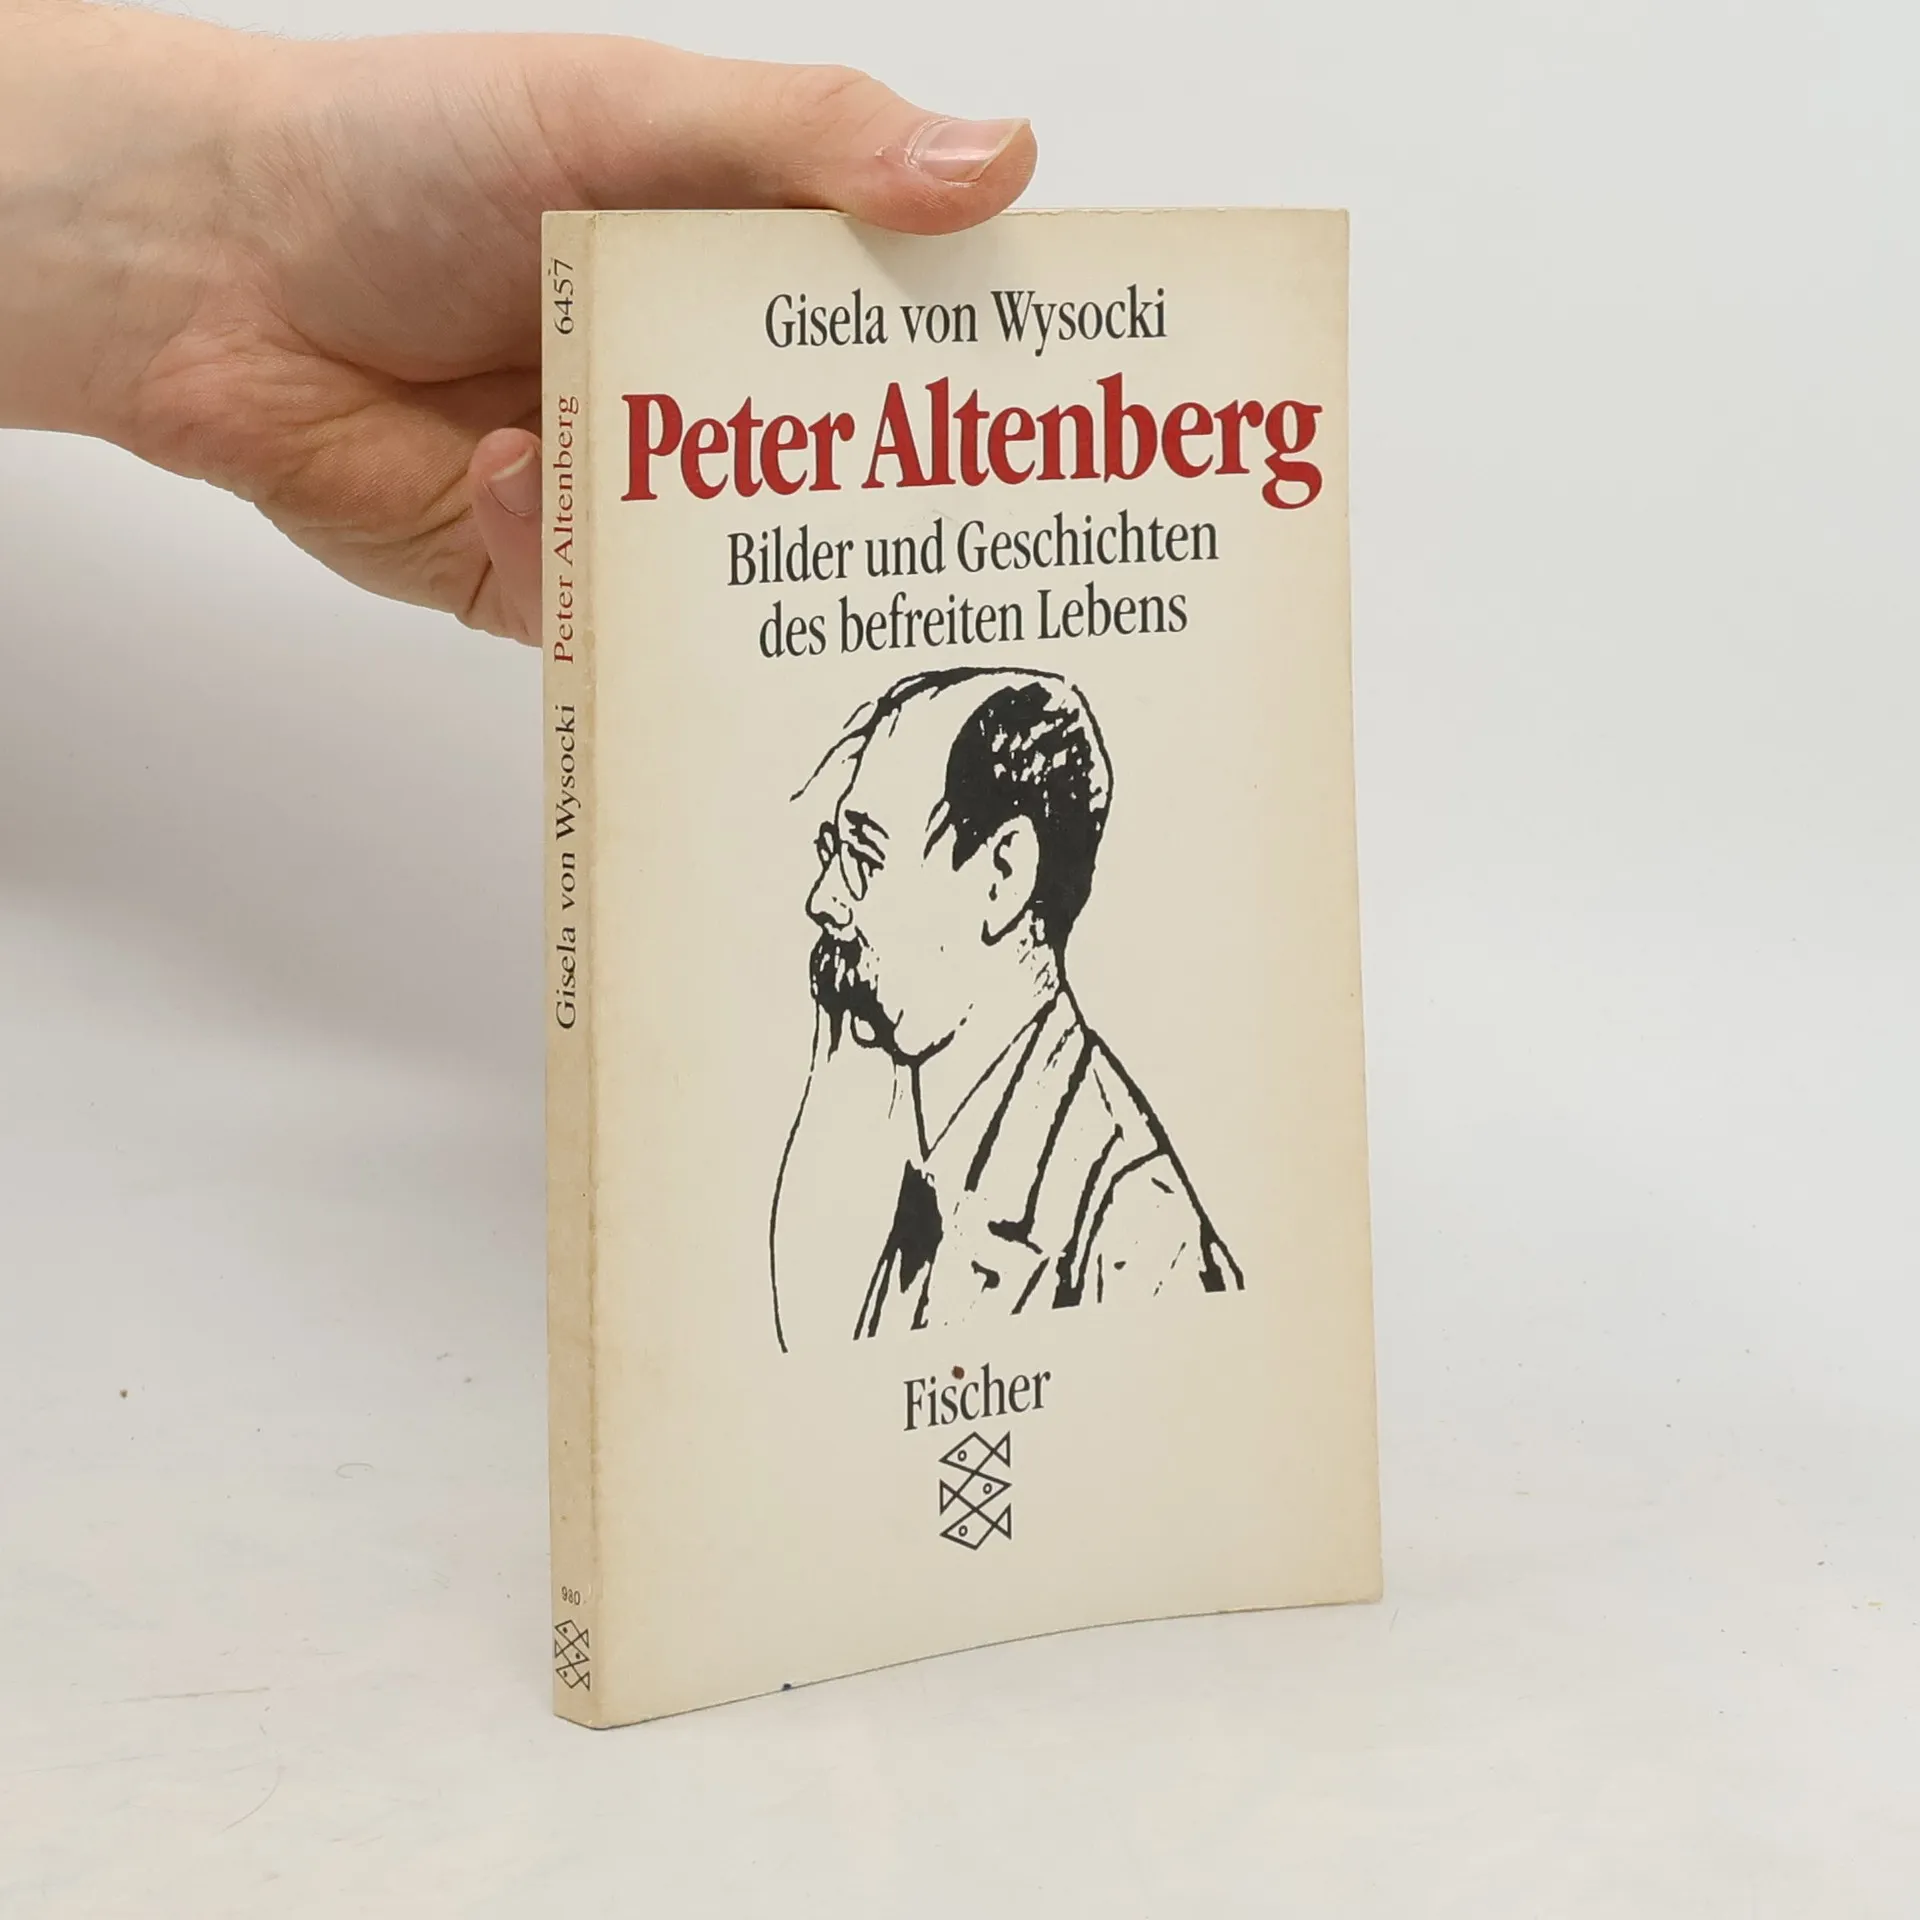 Gisela von Wysocki
Peter Altenberg
Bilder und Geschichten
des befreiten Lebens
Fischer
Gisela von Wysocki Peter Altenberg 6457
980